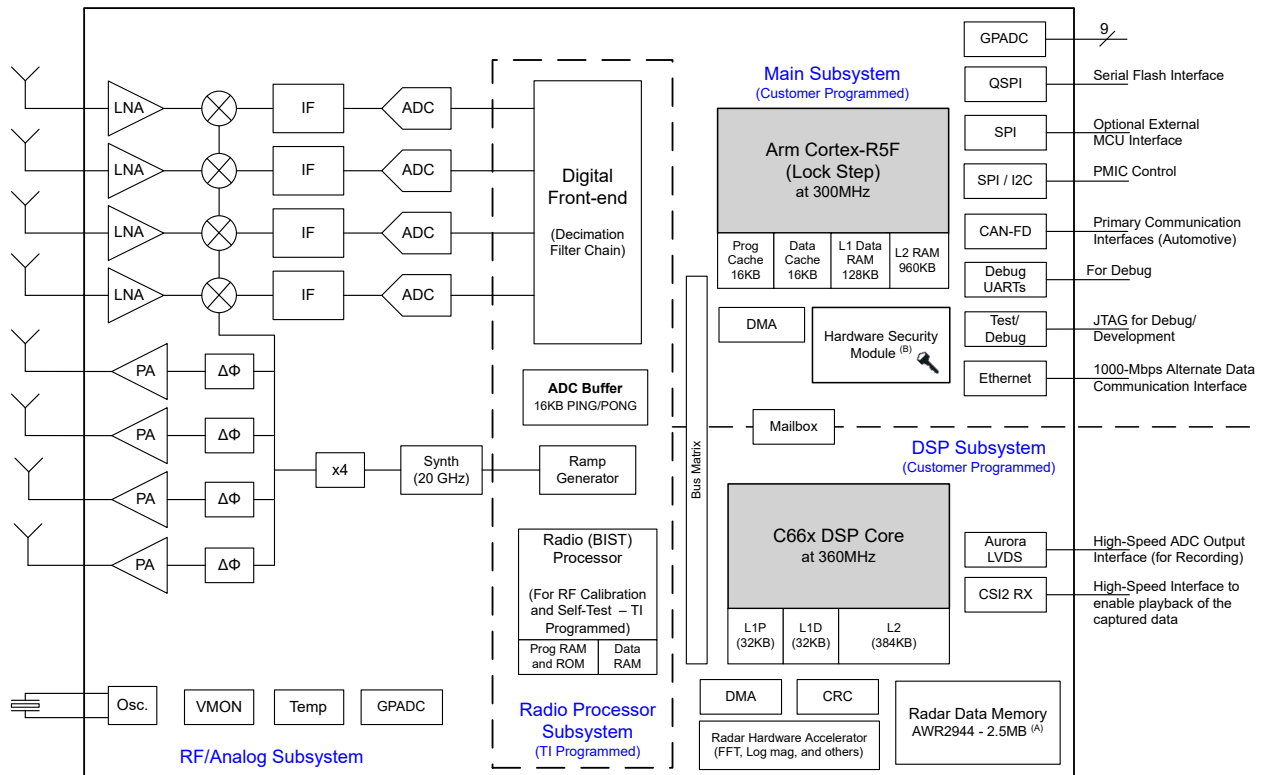 GPADC
9
QSPI
Serial Flash Interface
SPI
Optional External
MCU Interface
SPI / I2C
PMIC Control
CAN-FD
Primary Communication
Interfaces (Automotive)
Debug
UARTs
For Debug
Test/
Debug
JTAG for Debug/
Development
Ethernet
1000-Mbps Alternate Data
Communication Interface
Main Subsystem
(Customer Programmed)
Arm Cortex-R5F
(Lock Step)
at 300MHz
Prog
Cache
16KB
Data
Cache
16KB
L1 Data
RAM
128KB
L2 RAM
960KB
DMA
Hardware Security
Module (B)
LNA
IF
ADC
LNA
IF
ADC
LNA
IF
ADC
LNA
IF
ADC
Digital
Front-end
(Decimation
Filter Chain)
PA
ΔΦ
PA
ΔΦ
PA
ΔΦ
PA
ΔΦ
ADC Buffer
16KB PING/PONG
x4
Synth
(20 GHz)
Ramp
Generator
Bus Matrix
Mailbox
DSP Subsystem
(Customer Programmed)
C66x DSP Core
at 360MHz
L1P
(32KB)
L1D
(32KB)
L2
(384KB)
Aurora
LVDS
High-Speed ADC Output
Interface (for Recording)
CSI2 RX
High-Speed Interface to
enable playback of the
captured data
Radio (BIST)
Processor
(For RF Calibration
and Self-Test – TI
Programmed)
Prog RAM
and ROM
Data
RAM
Osc.
VMON
Temp
GPADC
RF/Analog Subsystem
Radio Processor
Subsystem
(TI Programmed)
DMA
CRC
Radar Hardware Accelerator
(FFT, Log mag, and others)
Radar Data Memory
AWR2944 - 2.5MB (A)